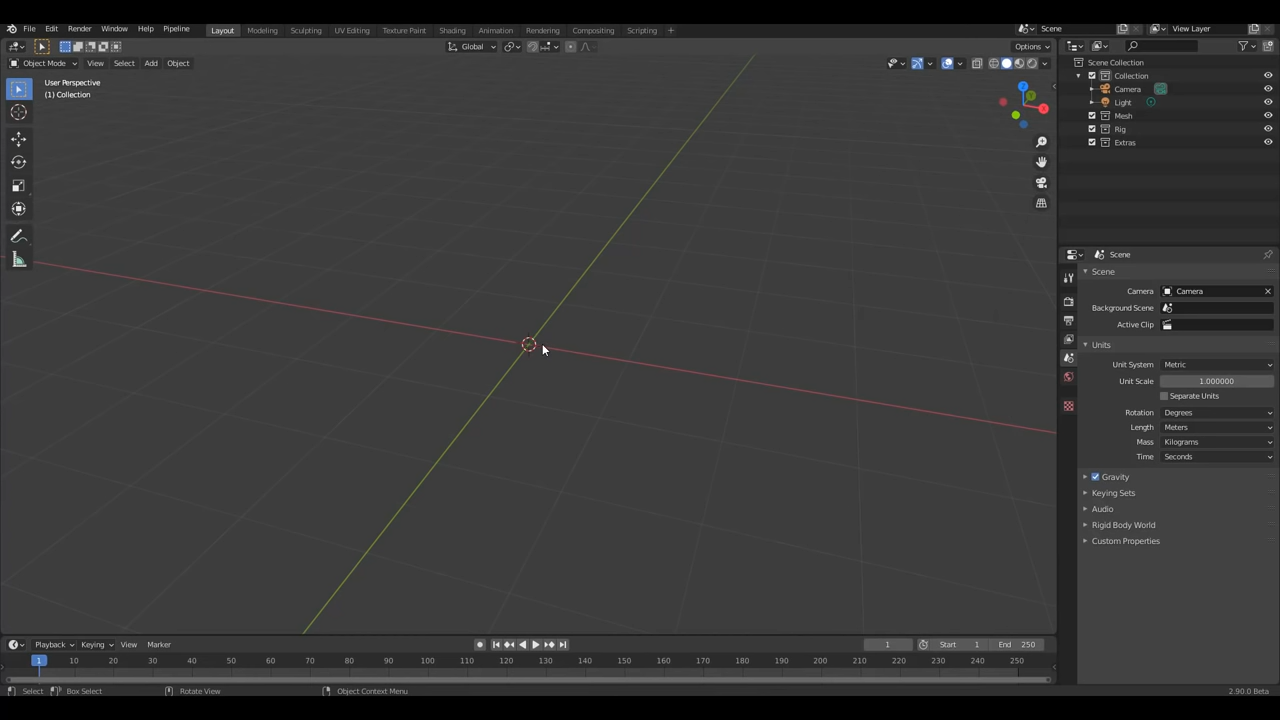 File Edit Render Window Help Pipeline Layout Modeling Sculpting UV Editing Texture Paint Shading Animation Rendering Compositing Scripting + Scene View Layer
Global Options
Object Mode View Select Add Object
User Perspective
(1) Collection
Scene Collection
Collection
Camera
Light
Mesh
Rig
Extras
Scene
Scene
Camera Camera
Background Scene
Active Clip
Units
Unit System Metric
Unit Scale 1.000000
Separate Units
Rotation Degrees
Length Meters
Mass Kilograms
Time Seconds
Gravity
Keying Sets
Audio
Rigid Body World
Custom Properties
Playback Keying View Marker 1 Start 1 End 250
1 10 20 30 40 50 60 70 80 90 100 110 120 130 140 150 160 170 180 190 200 210 220 230 240 250
Select Box Select Rotate View Object Context Menu 2.90.0 Beta